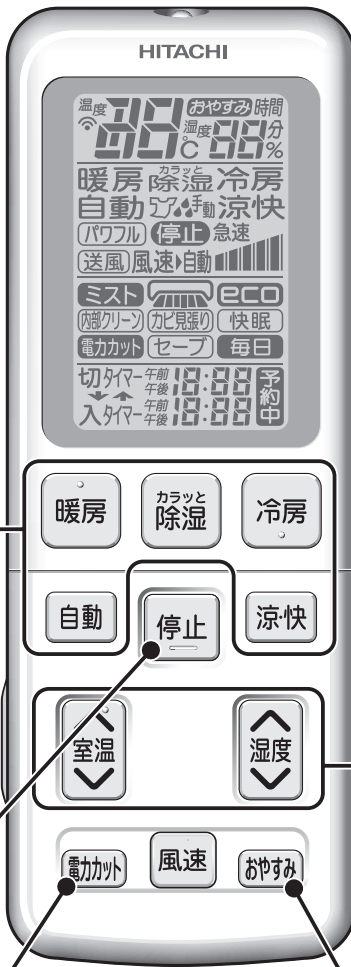 HITACHI
温度 88 ℃ おやすみ 時間
湿度 88 分 %
暖房 カラッと除湿 冷房
自動 手動 涼快
パワフル 停止 急速
送風 風速 自動
ミスト eco
内部クリーン カビ見張り 快眠
電力カット セーブ 毎日
切タイマー 午前 午後 18:88 予約中
入タイマー 午前 午後 18:88
暖房 カラッと除湿 冷房
自動 停止 涼・快
室温 湿度
電力カット 風速 おやすみ